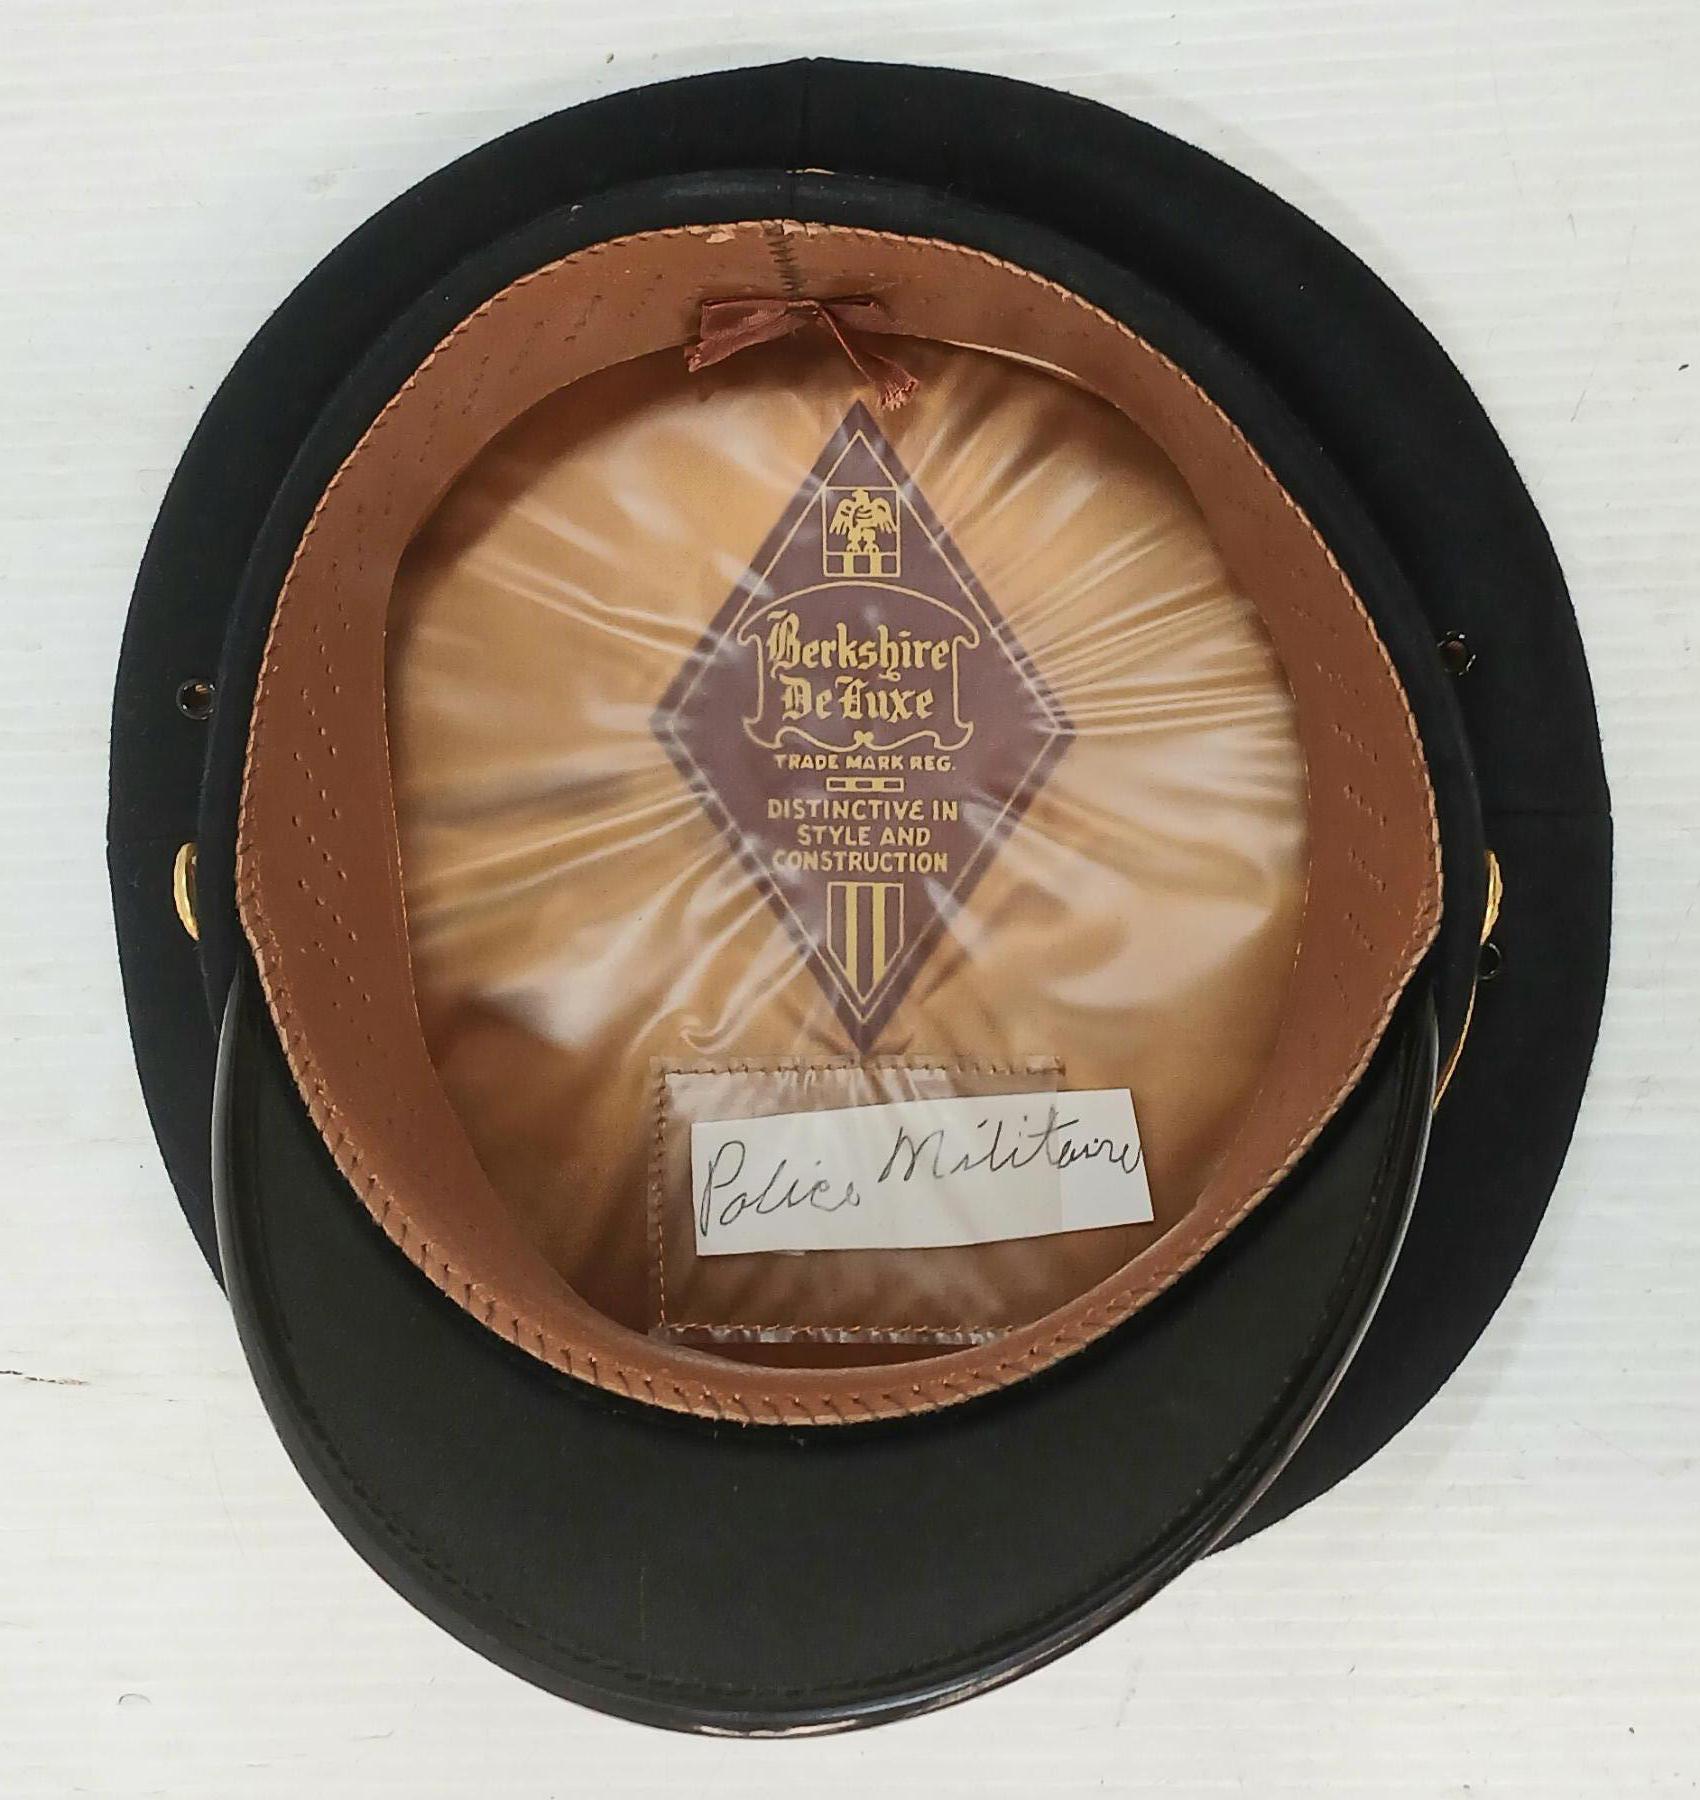 Berkshire
De Luxe
TRADE MARK REG.
DISTINCTIVE IN
STYLE AND
CONSTRUCTION
Police Militaire